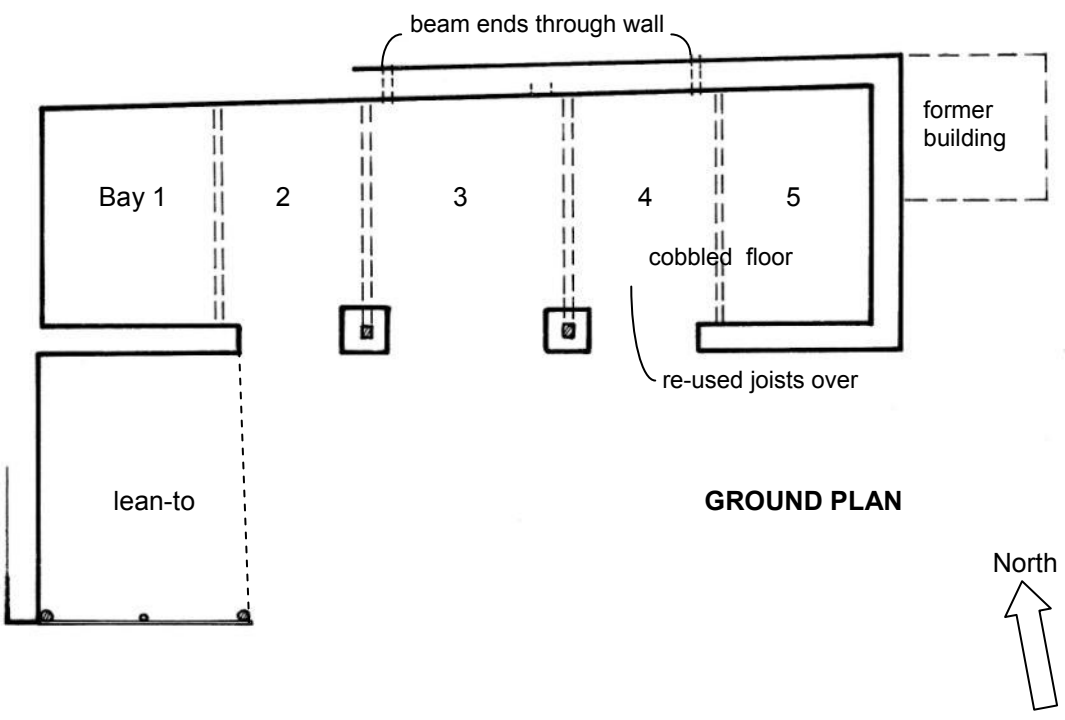 beam ends through wall
former
building
Bay 1
2
3
4
5
cobbled floor
re-used joists over
lean-to
GROUND PLAN
North